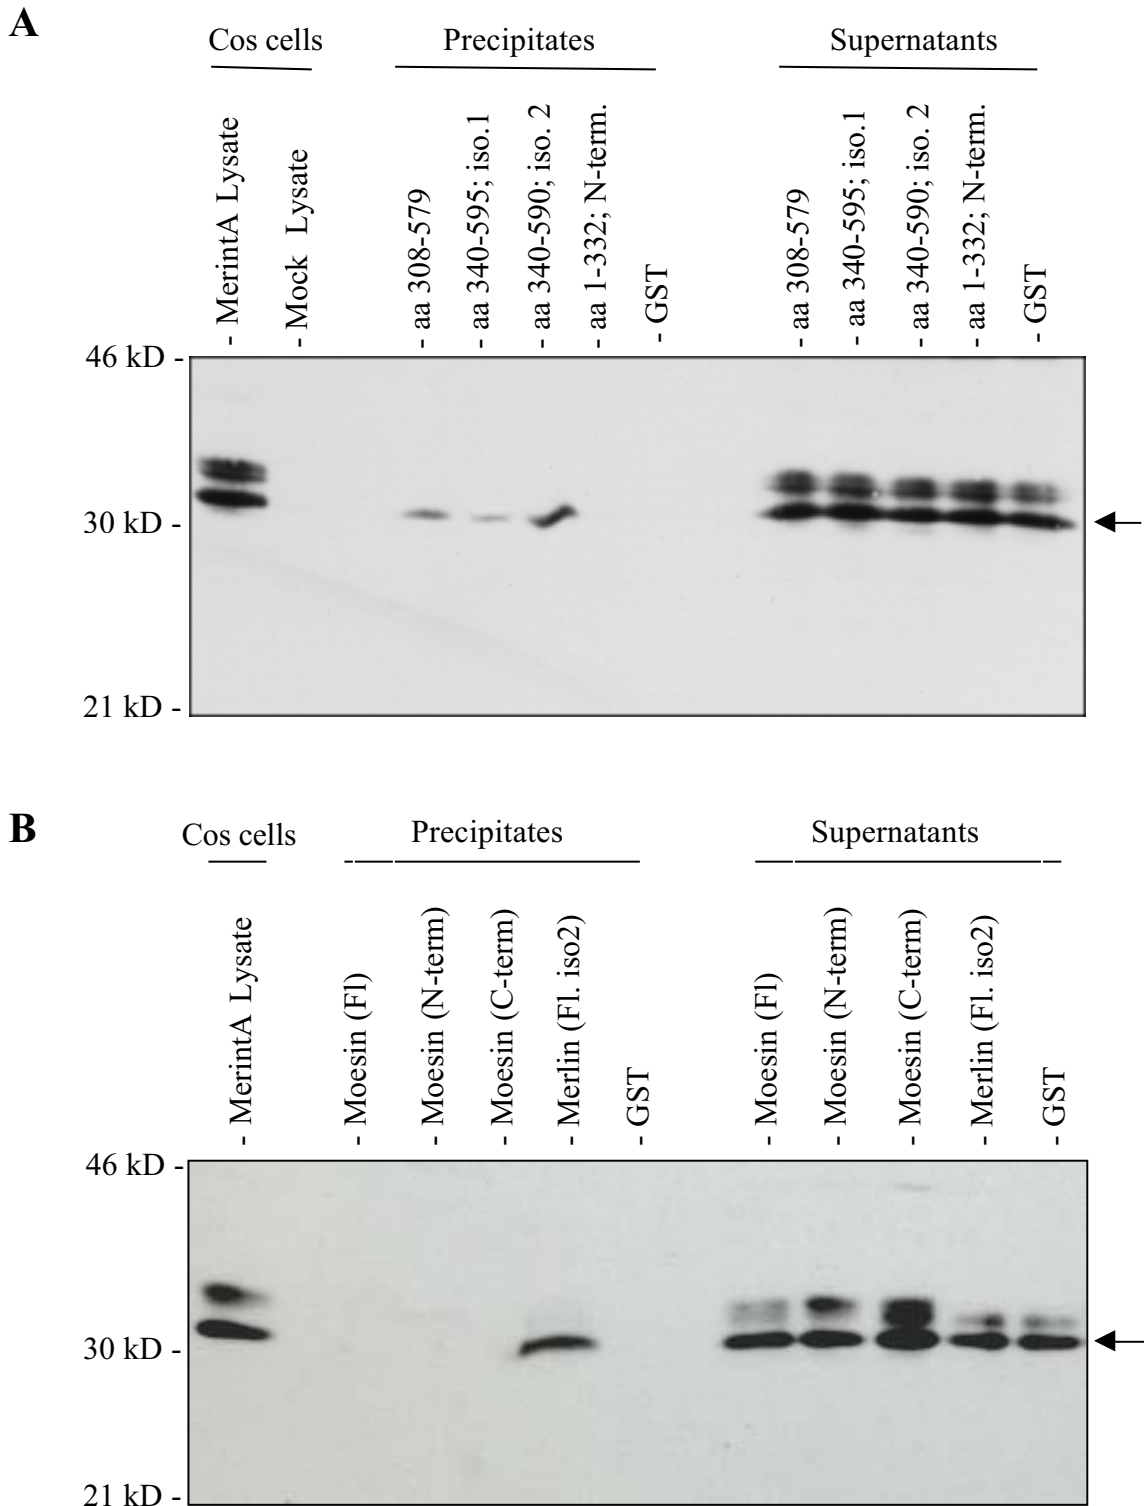 A
Cos cells Precipitates Supernatants
- MerintA Lysate
- Mock Lysate
- aa 308-579
- aa 340-595; iso.1
- aa 340-590; iso. 2
- aa 1-332; N-term.
- GST
- aa 308-579
- aa 340-595; iso.1
- aa 340-590; iso. 2
- aa 1-332; N-term.
- GST
46 kD -
30 kD -
21 kD -
B
Cos cells Precipitates Supernatants
- MerintA Lysate
- Moesin (Fl)
- Moesin (N-term)
- Moesin (C-term)
- Merlin (Fl. iso2)
- GST
- Moesin (Fl)
- Moesin (N-term)
- Moesin (C-term)
- Merlin (Fl. iso2)
- GST
46 kD -
30 kD -
21 kD -